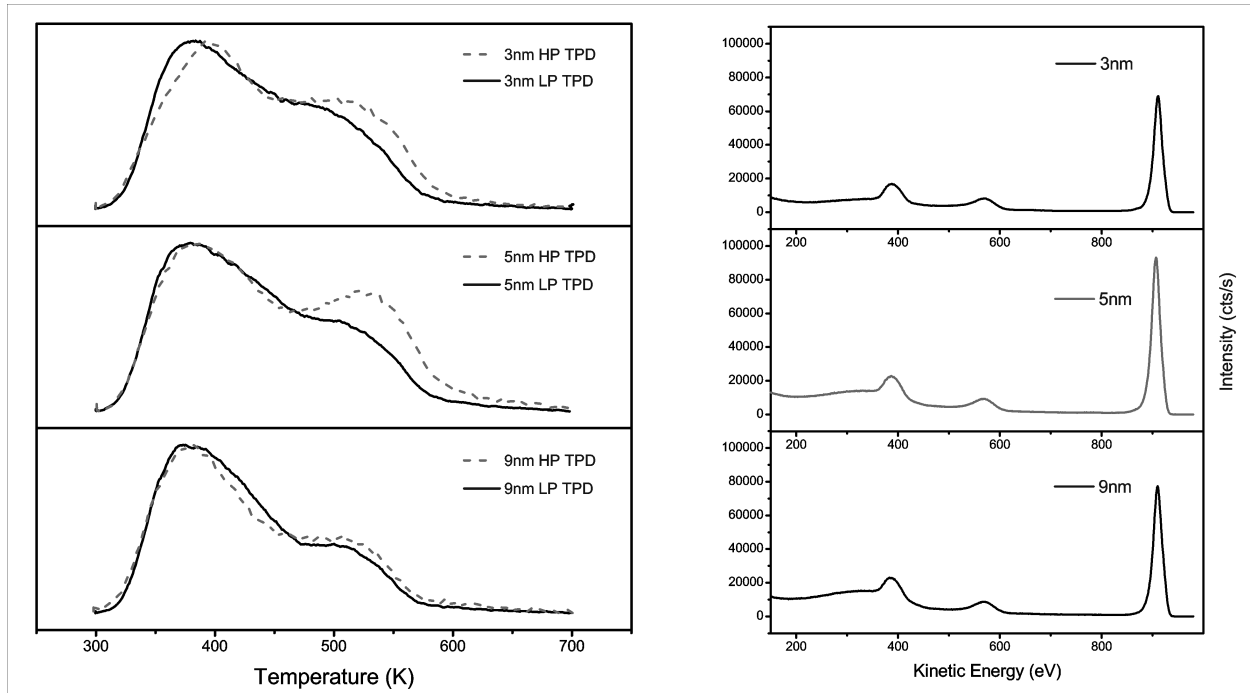 3nm HP TPD
3nm LP TPD
5nm HP TPD
5nm LP TPD
9nm HP TPD
9nm LP TPD
300 400 500 600 700
Temperature (K)
100000
80000
60000
40000
20000
0
3nm
200 400 600 800
100000
80000
60000
40000
20000
0
5nm
200 400 600 800
100000
80000
60000
40000
20000
0
9nm
200 400 600 800
Kinetic Energy (eV)
Intensity (cts/s)